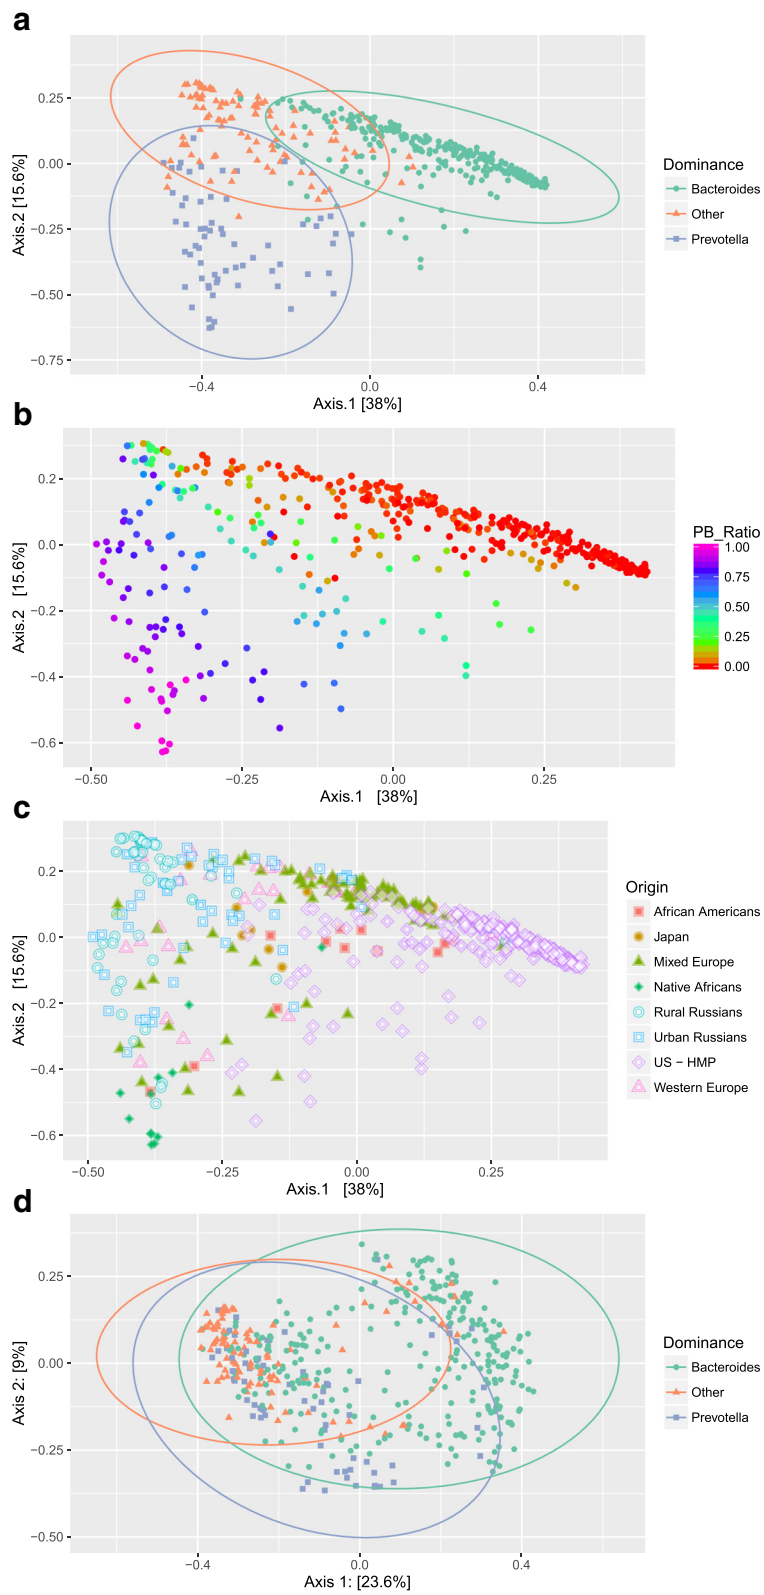 a
0.25
0.00
−0.25
−0.50
−0.75
Axis.2 [15.6%]
−0.4
0.0
0.4
Axis.1 [38%]
Dominance
Bacteroides
Other
Prevotella
b
0.2
0.0
−0.2
−0.4
−0.6
Axis.2 [15.6%]
−0.50
−0.25
0.00
0.25
Axis.1 [38%]
PB_Ratio
1.00
0.75
0.50
0.25
0.00
c
0.2
0.0
−0.2
−0.4
−0.6
Axis.2 [15.6%]
−0.50
−0.25
0.00
0.25
Axis.1 [38%]
Origin
African Americans
Japan
Mixed Europe
Native Africans
Rural Russians
Urban Russians
US − HMP
Western Europe
d
0.25
0.00
−0.25
−0.50
Axis 2: [9%]
−0.4
0.0
0.4
Axis 1: [23.6%]
Dominance
Bacteroides
Other
Prevotella